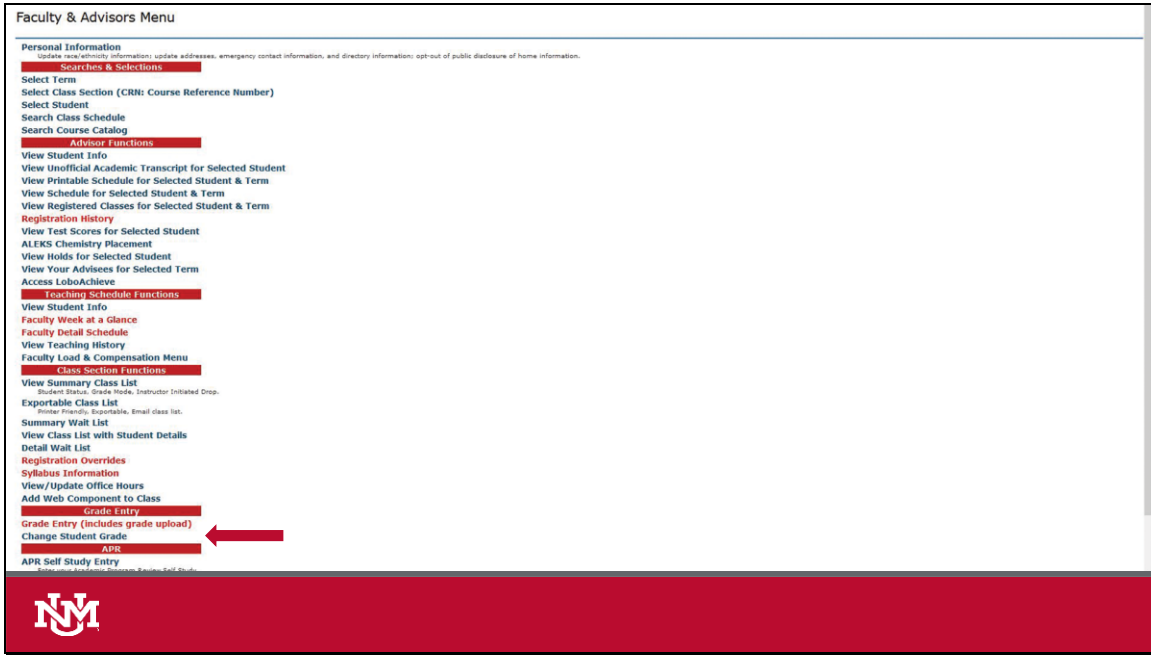 Faculty & Advisors Menu
Personal Information
Update race/ethnicity information; update addresses, emergency contact information, and directory information; opt-out of public disclosure of home information.
Searches & Selections
Select Term
Select Class Section (CRN: Course Reference Number)
Select Student
Search Class Schedule
Search Course Catalog
Advisor Functions
View Student Info
View Unofficial Academic Transcript for Selected Student
View Printable Schedule for Selected Student & Term
View Schedule for Selected Student & Term
View Registered Classes for Selected Student & Term
Registration History
View Test Scores for Selected Student
ALEKS Chemistry Placement
View Holds for Selected Student
View Your Advisees for Selected Term
Access LoboAchieve
Teaching Schedule Functions
View Student Info
Faculty Week at a Glance
Faculty Detail Schedule
View Teaching History
Faculty Load & Compensation Menu
Class Section Functions
View Summary Class List
Student Status, Grade Mode, Instructor Initiated Drop.
Exportable Class List
Printer Friendly, Exportable, Email class list.
Summary Wait List
View Class List with Student Details
Detail Wait List
Registration Overrides
Syllabus Information
View/Update Office Hours
Add Web Component to Class
Grade Entry
Grade Entry (includes grade upload)
Change Student Grade
APR
APR Self Study Entry
Enter your Academic Program Review Self Study
UNM